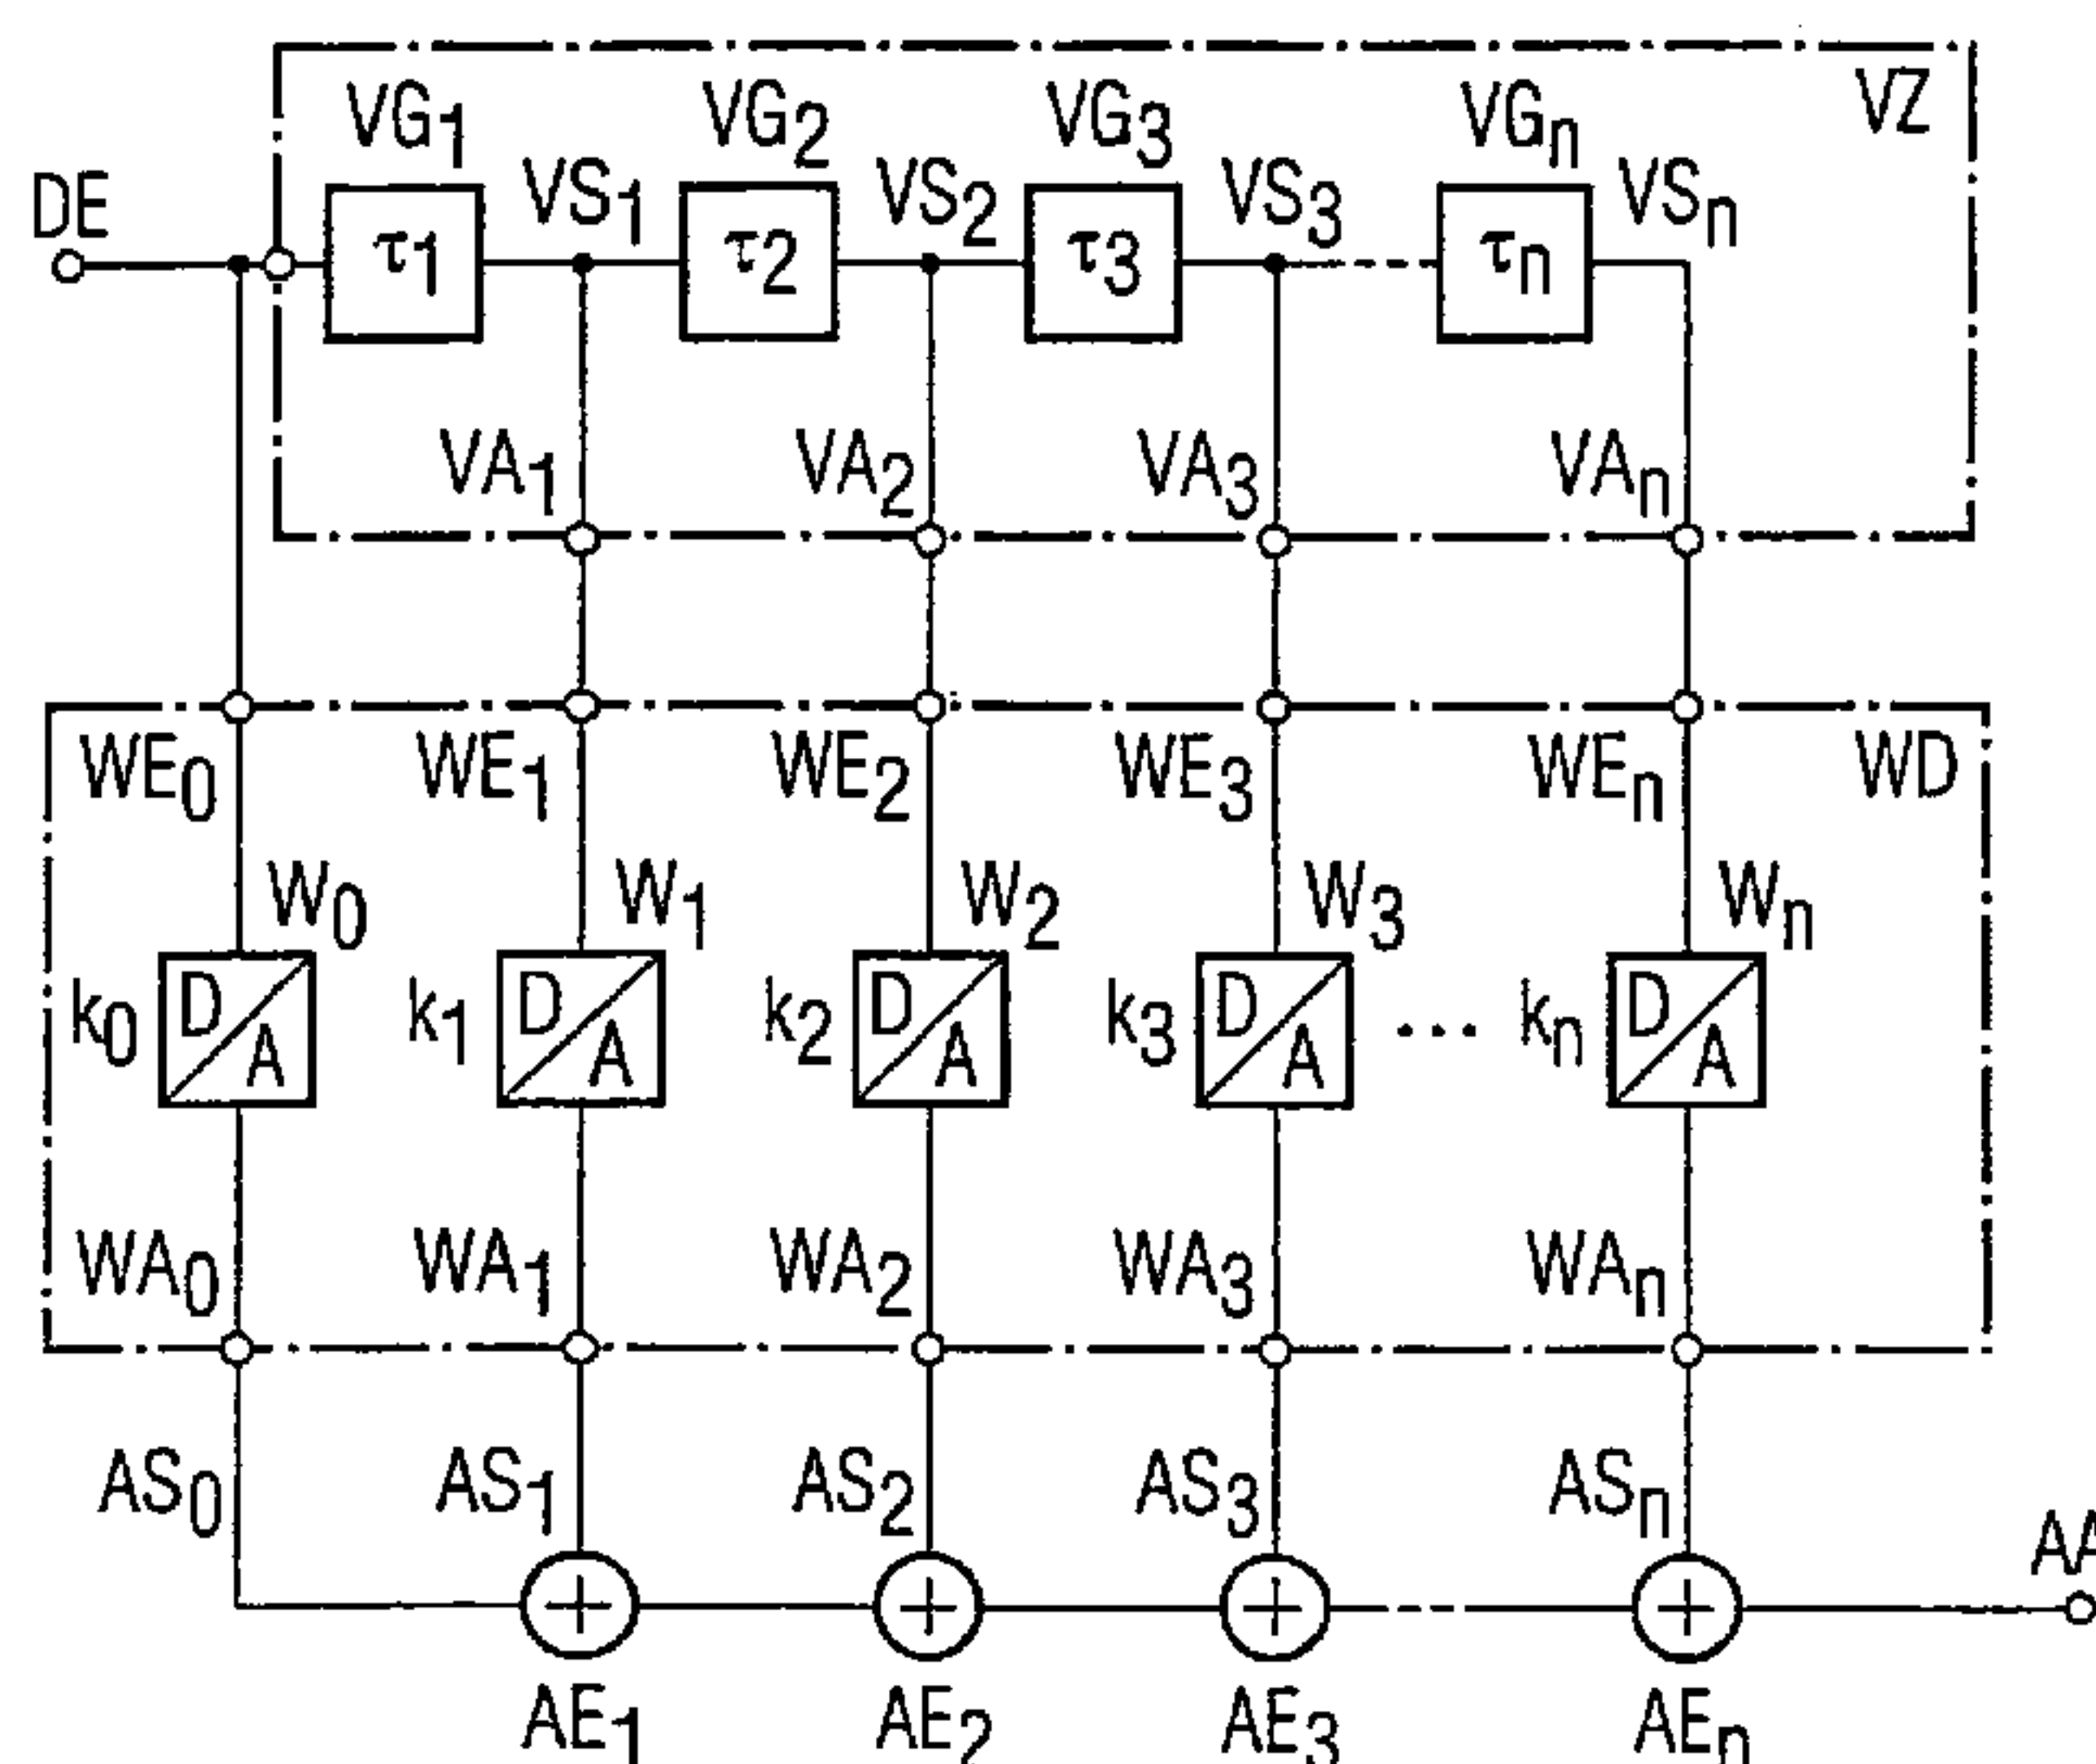 VG1 VG2 VG3 VGn VZ
DE VS1 VS2 VS3 VSn
τ1 τ2 τ3 τn
VA1 VA2 VA3 VAn
WE0 WE1 WE2 WE3 WEn WD
W0 W1 W2 W3 Wn
k0 D/A k1 D/A k2 D/A k3 D/A ... kn D/A
WA0 WA1 WA2 WA3 WAn
AS0 AS1 AS2 AS3 ASn
+ + + + AA
AE1 AE2 AE3 AEn